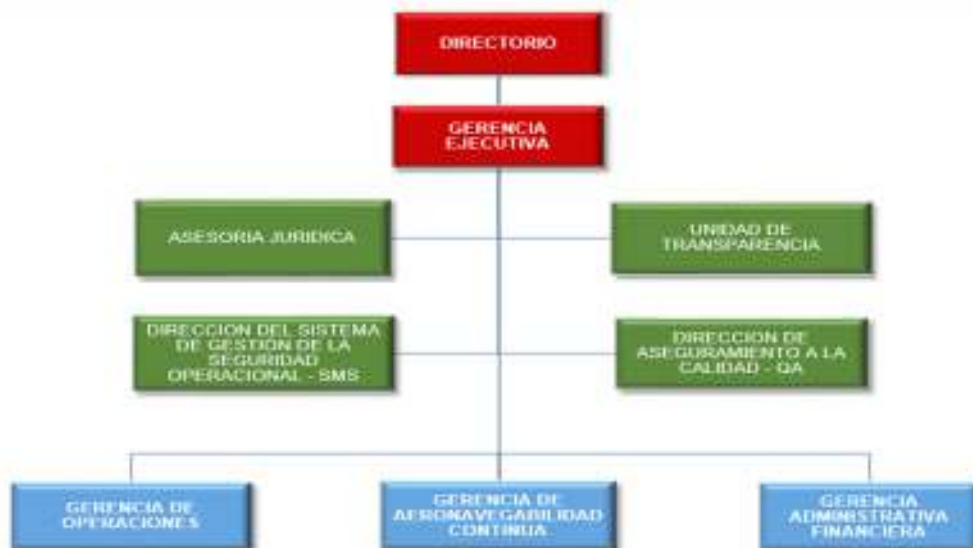 DIRECTORIO
GERENCIA
EJECUTIVA
ASESORIA JURIDICA
UNIDAD DE
TRANSPARENCIA
DIRECCION DEL SISTEMA
DE GESTIÓN DE LA
SEGURIDAD
OPERACIONAL - SMS
DIRECCION DE
ASEGURAMIENTO A LA
CALIDAD - QA
GERENCIA DE
OPERACIONES
GERENCIA DE
AERONAVEGABILIDAD
CONTINUA
GERENCIA
ADMINISTRATIVA
FINANCIERA